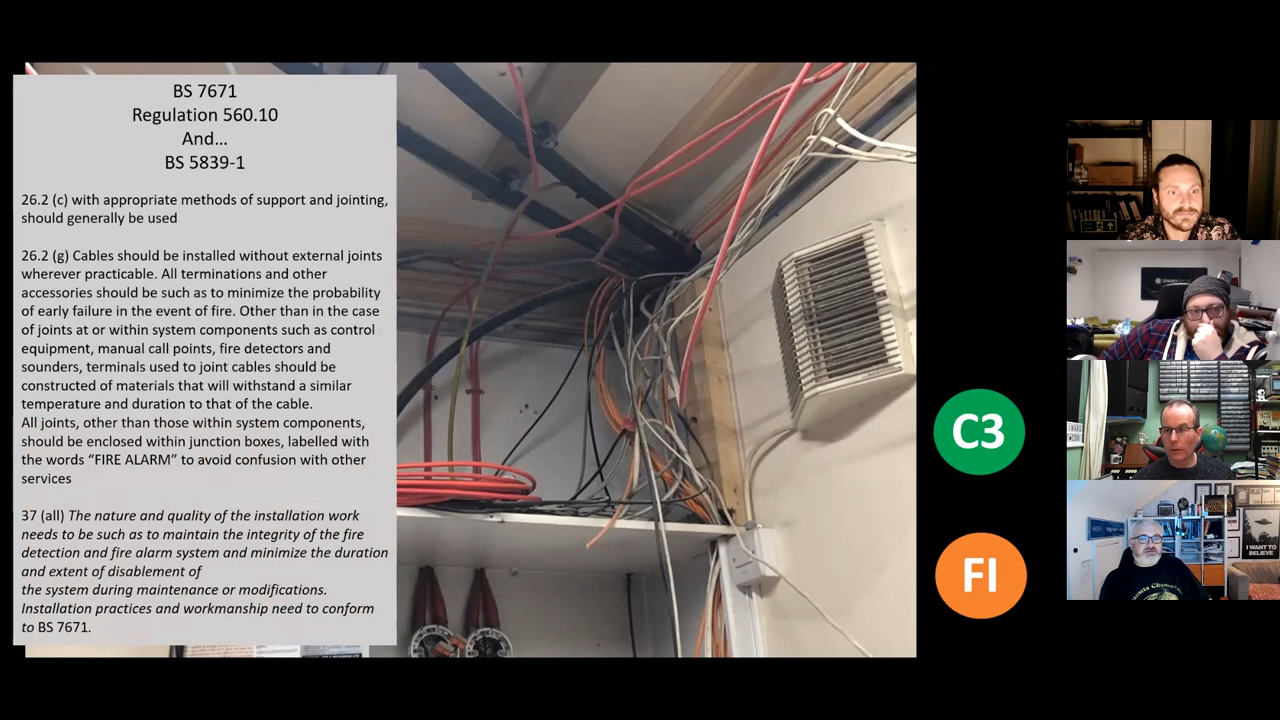 BS 7671
Regulation 560.10
And...
BS 5839-1
26.2 (c) with appropriate methods of support and jointing,
should generally be used
26.2 (g) Cables should be installed without external joints
wherever practicable. All terminations and other
accessories should be such as to minimize the probability
of early failure in the event of fire. Other than in the case
of joints at or within system components such as control
equipment, manual call points, fire detectors and
sounders, terminals used to joint cables should be
constructed of materials that will withstand a similar
temperature and duration to that of the cable.
All joints, other than those within system components,
should be enclosed within junction boxes, labelled with
the words “FIRE ALARM” to avoid confusion with other
services
37 (all) The nature and quality of the installation work
needs to be such as to maintain the integrity of the fire
detection and fire alarm system and minimize the duration
and extent of disablement of
the system during maintenance or modifications.
Installation practices and workmanship need to conform
to BS 7671.
C3
FI
I WANT TO
BELIEVE